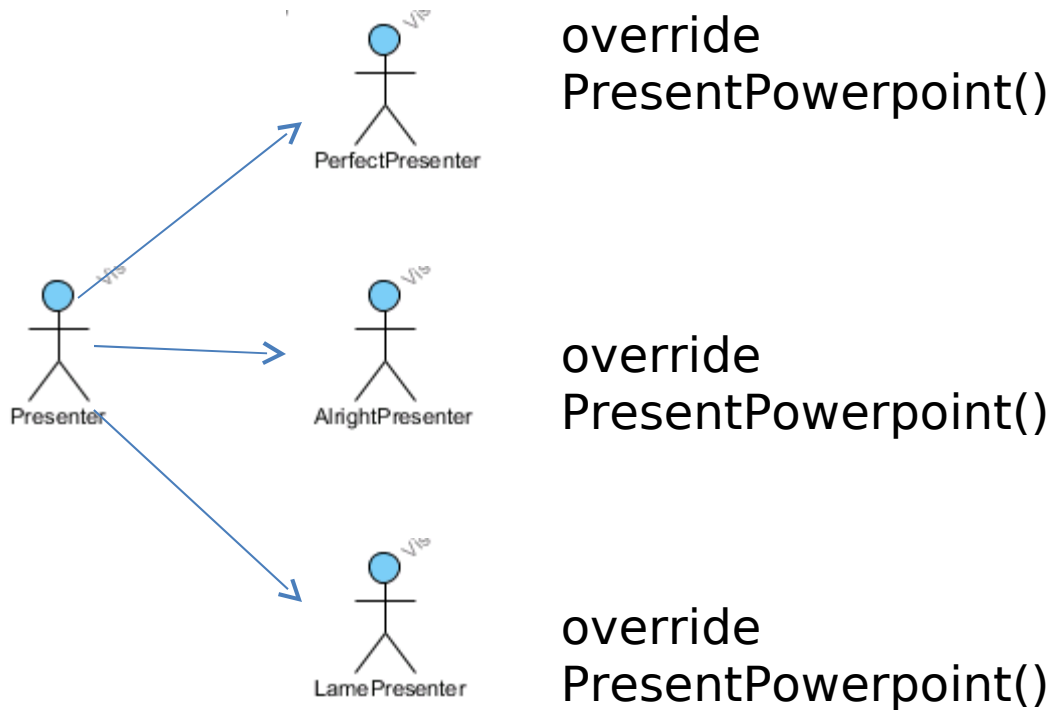 override
PresentPowerpoint()
PerfectPresenter
Presenter
AlrightPresenter
override
PresentPowerpoint()
LamePresenter
override
PresentPowerpoint()